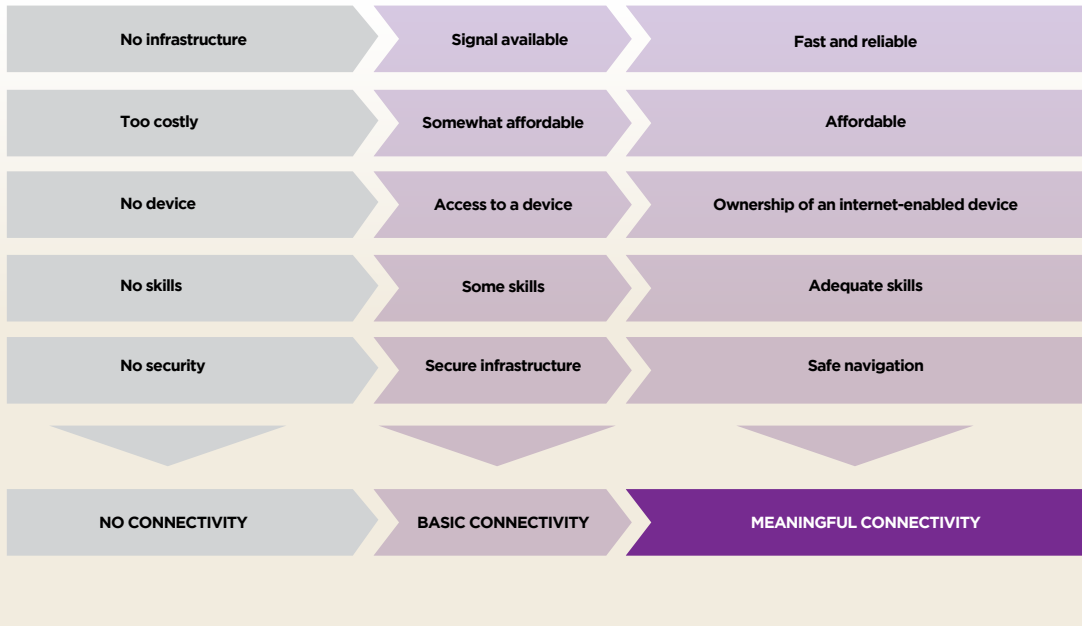 No infrastructure
Signal available
Fast and reliable
Too costly
Somewhat affordable
Affordable
No device
Access to a device
Ownership of an internet-enabled device
No skills
Some skills
Adequate skills
No security
Secure infrastructure
Safe navigation
NO CONNECTIVITY
BASIC CONNECTIVITY
MEANINGFUL CONNECTIVITY